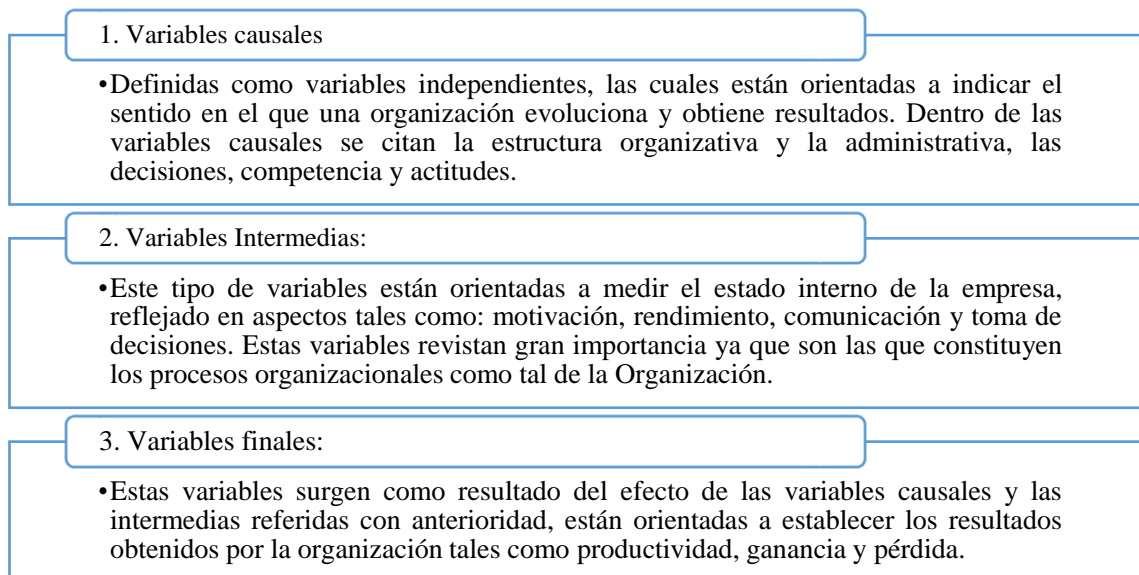 1. Variables causales
•Definidas como variables independientes, las cuales están orientadas a indicar el
sentido en el que una organización evoluciona y obtiene resultados. Dentro de las
variables causales se citan la estructura organizativa y la administrativa, las
decisiones, competencia y actitudes.
2. Variables Intermedias:
•Este tipo de variables están orientadas a medir el estado interno de la empresa,
reflejado en aspectos tales como: motivación, rendimiento, comunicación y toma de
decisiones. Estas variables revistan gran importancia ya que son las que constituyen
los procesos organizacionales como tal de la Organización.
3. Variables finales:
•Estas variables surgen como resultado del efecto de las variables causales y las
intermedias referidas con anterioridad, están orientadas a establecer los resultados
obtenidos por la organización tales como productividad, ganancia y pérdida.